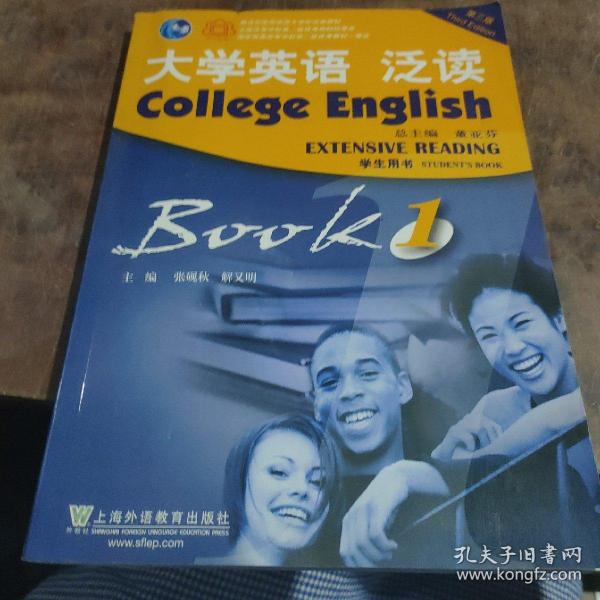 第三版
Third Edition
大学英语 泛读
College English
总主编 董亚芬
EXTENSIVE READING
学生用书 STUDENT'S BOOK
Book 1
主编 张砚秋 解又明
外教社
上海外语教育出版社
SHANGHAI FOREIGN LANGUAGE EDUCATION PRESS
www.sflep.com
孔夫子旧书网
www.kongfz.com